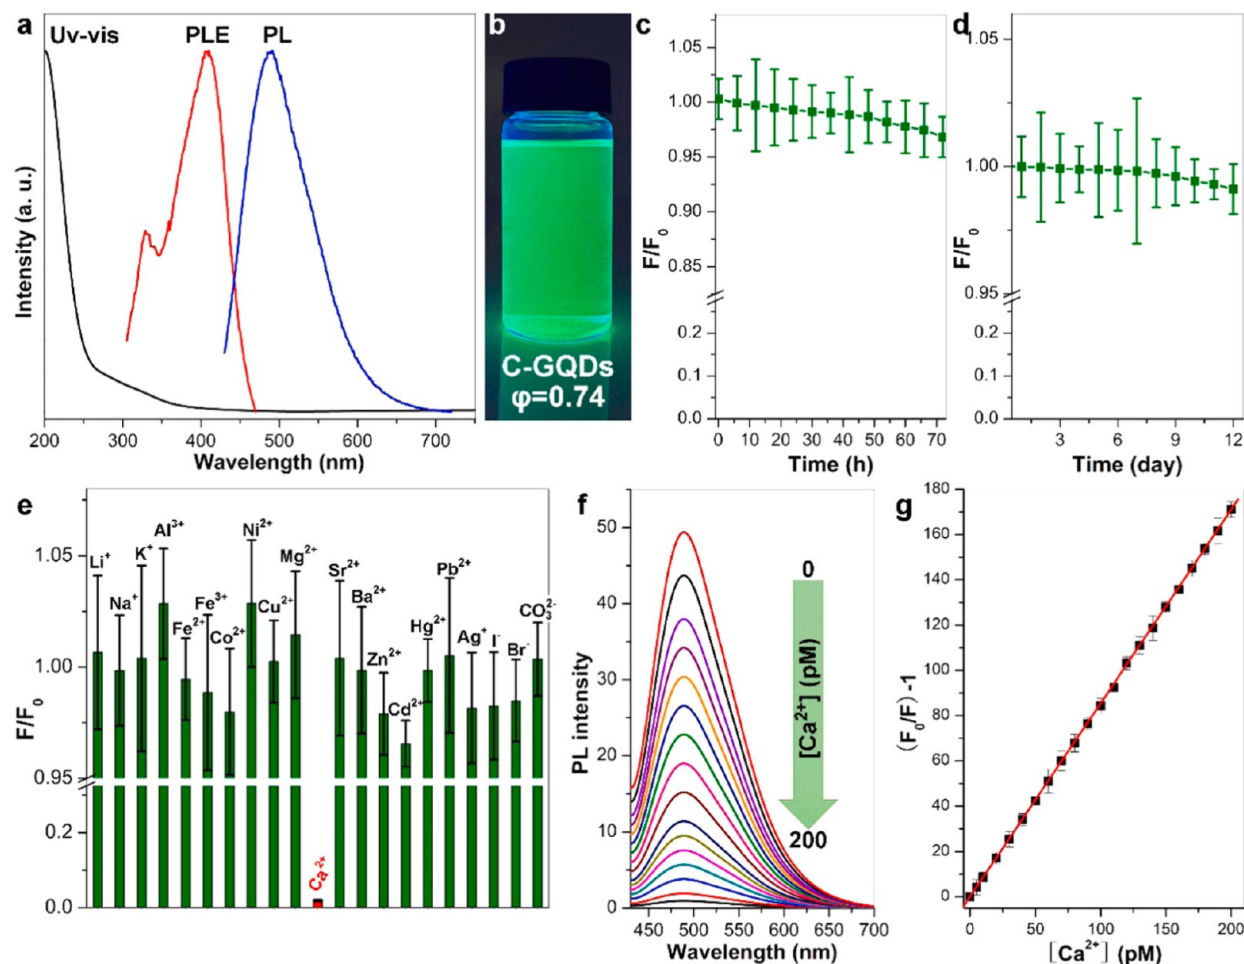 a
Uv-vis
PLE
PL
Intensity (a. u.)
200
300
400
500
600
700
Wavelength (nm)
b
C-GQDs
φ=0.74
c
F/F₀
1.05
1.00
0.95
0.90
0.85
0.2
0.1
0.0
0
10
20
30
40
50
60
70
Time (h)
d
F/F₀
1.05
1.00
0.95
0.2
0.1
0.0
3
6
9
12
Time (day)
e
F/F₀
1.05
1.00
0.95
0.2
0.0
Li⁺
Na⁺
K⁺
Al³⁺
Fe²⁺
Fe³⁺
Co²⁺
Ni²⁺
Cu²⁺
Mg²⁺
Ca²⁺
Sr²⁺
Ba²⁺
Zn²⁺
Cd²⁺
Hg²⁺
Pb²⁺
Ag⁺
I⁻
Br⁻
CO₃²⁻
f
PL intensity
50
40
30
20
10
0
0
[Ca²⁺] (pM)
200
450
500
550
600
650
700
Wavelength (nm)
g
(F₀/F)-1
180
160
140
120
100
80
60
40
20
0
0
50
100
150
200
[Ca²⁺] (pM)